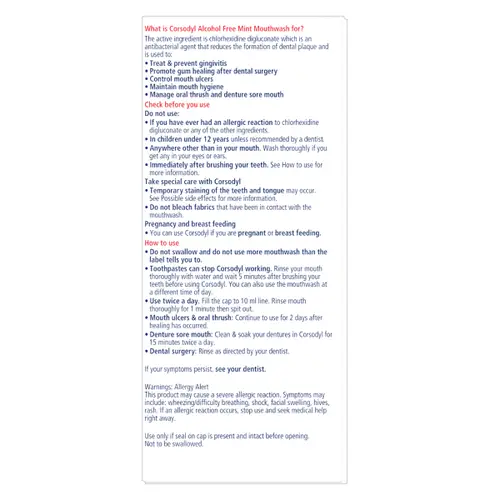 What is Corsodyl Alcohol Free Mint Mouthwash for?
The active ingredient is chlorhexidine digluconate which is an
antibacterial agent that reduces the formation of dental plaque and
is used to:
• Treat & prevent gingivitis
• Promote gum healing after dental surgery
• Control mouth ulcers
• Maintain mouth hygiene
• Manage oral thrush and denture sore mouth
Check before you use
Do not use:
• If you have ever had an allergic reaction to chlorhexidine
digluconate or any of the other ingredients.
• In children under 12 years unless recommended by a dentist.
• Anywhere other than in your mouth. Wash thoroughly if you
get any in your eyes or ears.
• Immediately after brushing your teeth. See How to use for
more information.
Take special care with Corsodyl
• Temporary staining of the teeth and tongue may occur.
See Possible side effects for more information.
• Do not bleach fabrics that have been in contact with the
mouthwash.
Pregnancy and breast feeding
• You can use Corsodyl if you are pregnant or breast feeding.
How to use
• Do not swallow and do not use more mouthwash than the
label tells you to.
• Toothpastes can stop Corsodyl working. Rinse your mouth
thoroughly with water and wait 5 minutes after brushing your
teeth before using Corsodyl. You can also use the mouthwash at
a different time of day.
• Use twice a day. Fill the cap to 10 ml line. Rinse mouth
thoroughly for 1 minute then spit out.
• Mouth ulcers & oral thrush: Continue to use for 2 days after
healing has occurred.
• Denture sore mouth: Clean & soak your dentures in Corsodyl for
15 minutes twice a day.
• Dental surgery: Rinse as directed by your dentist.
If your symptoms persist, see your dentist.
Warnings: Allergy Alert
This product may cause a severe allergic reaction. Symptoms may
include: wheezing/difficulty breathing, shock, facial swelling, hives,
rash. If an allergic reaction occurs, stop use and seek medical help
right away.
Use only if seal on cap is present and intact before opening.
Not to be swallowed.